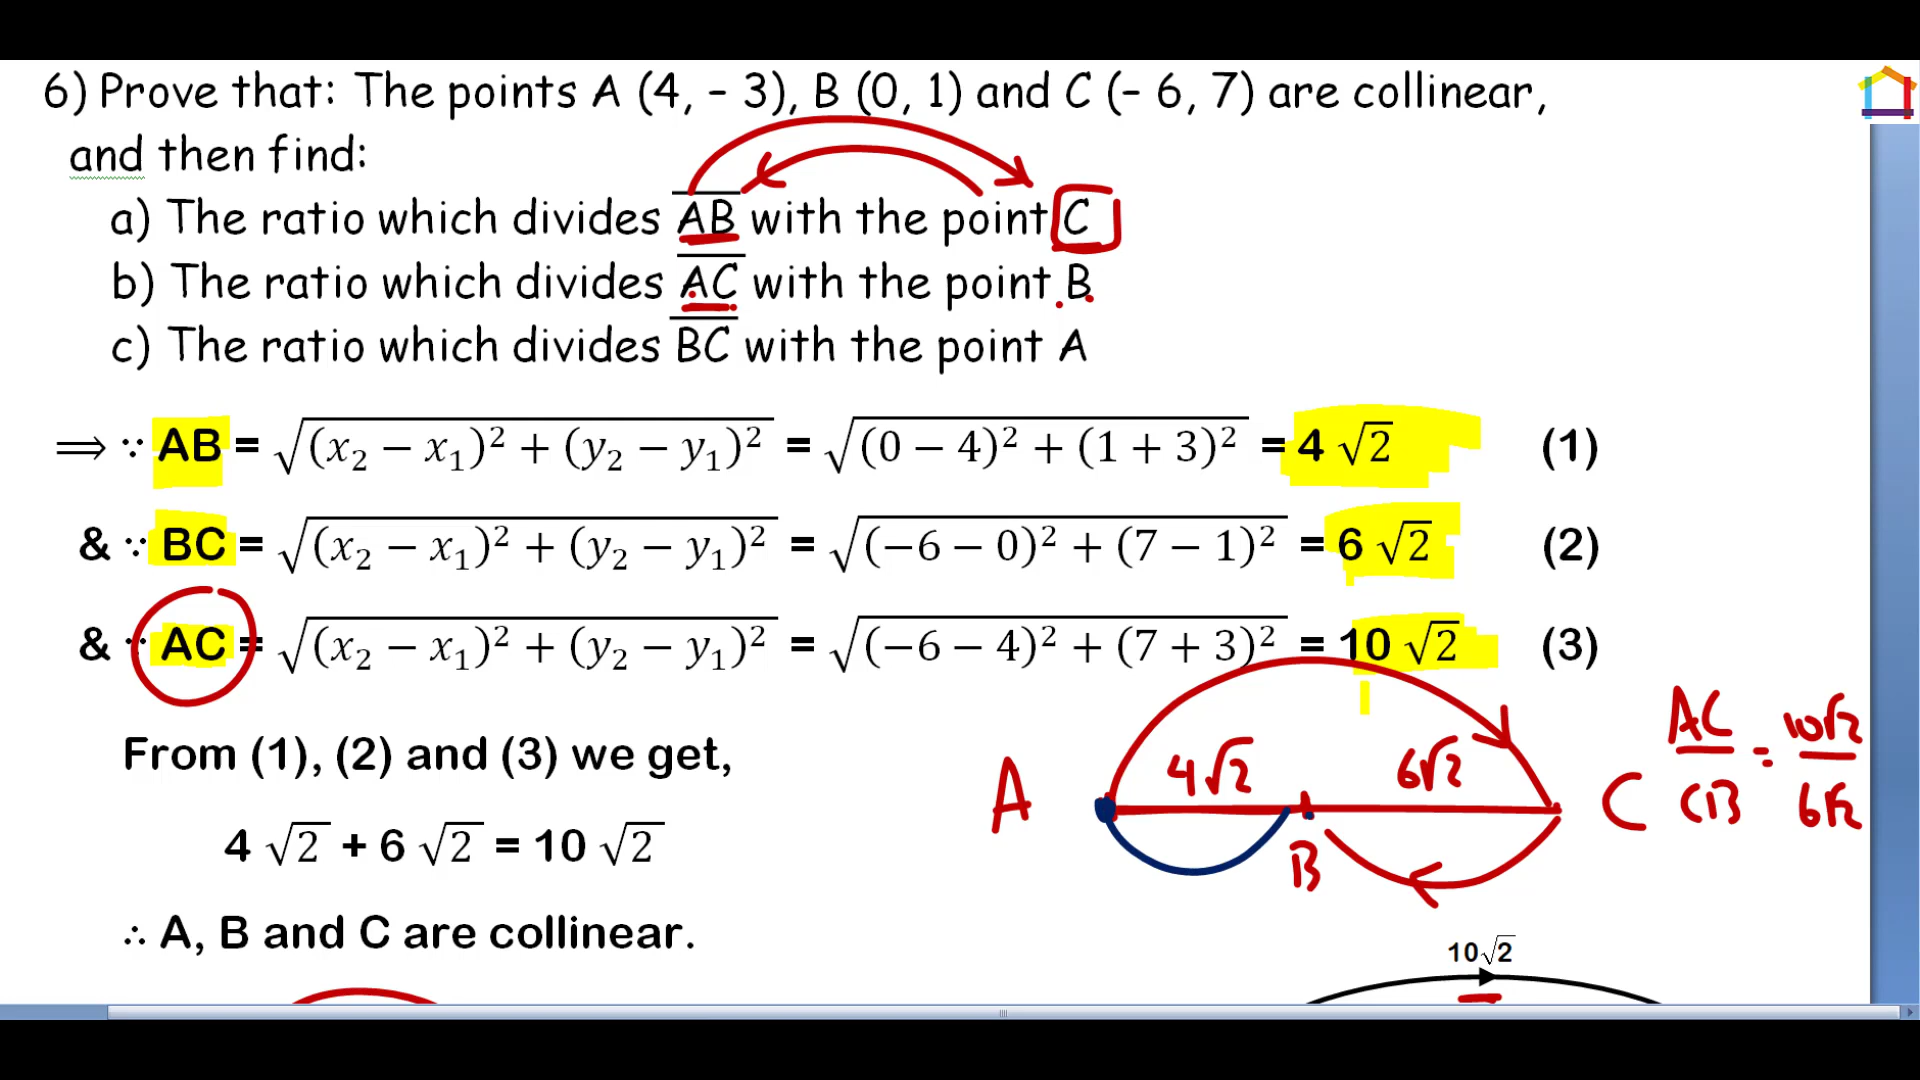 6) Prove that: The points A (4, – 3), B (0, 1) and C (– 6, 7) are collinear,
and then find:
a) The ratio which divides A̅B̅ with the point C
b) The ratio which divides A̅C̅ with the point B
c) The ratio which divides B̅C̅ with the point A
⟹ ∵ AB = √((x₂ − x₁)² + (y₂ − y₁)²) = √((0 − 4)² + (1 + 3)²) = 4 √2 (1)
& ∵ BC = √((x₂ − x₁)² + (y₂ − y₁)²) = √((−6 − 0)² + (7 − 1)²) = 6 √2 (2)
& ∵ AC = √((x₂ − x₁)² + (y₂ − y₁)²) = √((−6 − 4)² + (7 + 3)²) = 10 √2 (3)
AC = 10√2
CB 6√2
From (1), (2) and (3) we get,
4√2 6√2
A B C
4 √2 + 6 √2 = 10 √2
∴ A, B and C are collinear.
10√2